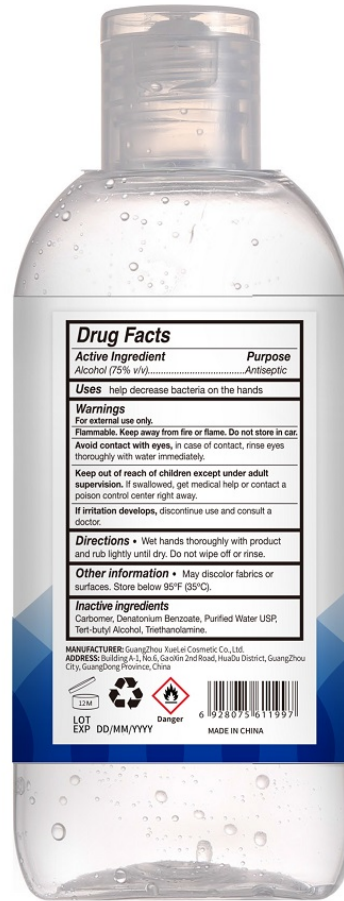 Drug Facts
Active Ingredient Purpose
Alcohol (75% v/v)................................Antiseptic
Uses help decrease bacteria on the hands
Warnings
For external use only.
Flammable. Keep away from fire or flame. Do not store in car.
Avoid contact with eyes, in case of contact, rinse eyes
thoroughly with water immediately.
Keep out of reach of children except under adult
supervision. If swallowed, get medical help or contact a
poison control center right away.
If irritation develops, discontinue use and consult a
doctor.
Directions • Wet hands thoroughly with product
and rub lightly until dry. Do not wipe off or rinse.
Other information • May discolor fabrics or
surfaces. Store below 95ºF (35ºC).
Inactive ingredients
Carbomer, Denatonium Benzoate, Purified Water USP,
Tert-butyl Alcohol, Triethanolamine.
MANUFACTURER: GuangZhou XueLei Cosmetic Co., Ltd.
ADDRESS: Building A-1, No.6, GaoXin 2nd Road, HuaDu District, GuangZhou
City, GuangDong Province, China
12M
Danger
6 928075 611997
LOT
EXP DD/MM/YYYY
MADE IN CHINA